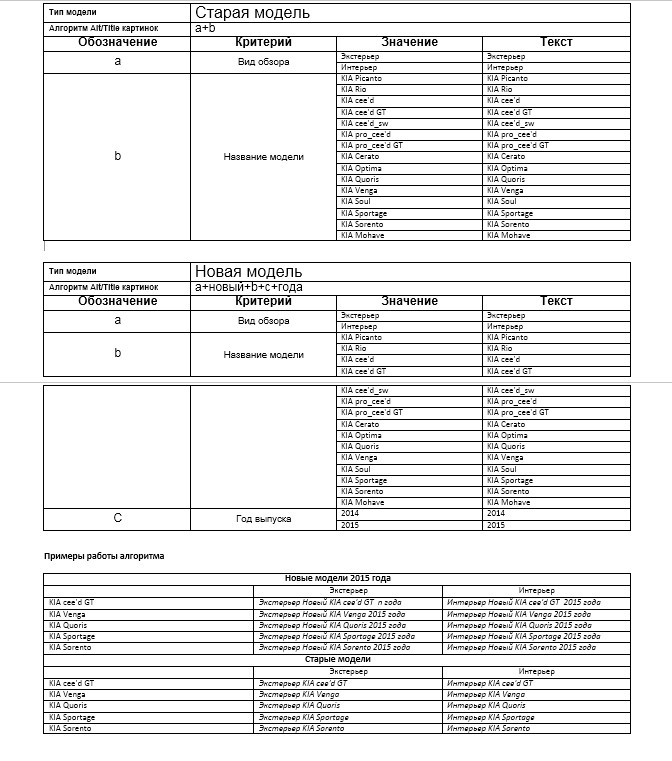 Тип модели Старая модель
Алгоритм Alt/Title картинок a+b
Обозначение Критерий Значение Текст
a Вид обзора Экстерьер Экстерьер
Интерьер Интерьер
b Название модели KIA Picanto KIA Picanto
KIA Rio KIA Rio
KIA cee'd KIA cee'd
KIA cee'd GT KIA cee'd GT
KIA cee'd_sw KIA cee'd_sw
KIA pro_cee'd KIA pro_cee'd
KIA pro_cee'd GT KIA pro_cee'd GT
KIA Cerato KIA Cerato
KIA Optima KIA Optima
KIA Quoris KIA Quoris
KIA Venga KIA Venga
KIA Soul KIA Soul
KIA Sportage KIA Sportage
KIA Sorento KIA Sorento
KIA Mohave KIA Mohave
Тип модели Новая модель
Алгоритм Alt/Title картинок a+новый+b+c+года
Обозначение Критерий Значение Текст
a Вид обзора Экстерьер Экстерьер
Интерьер Интерьер
b Название модели KIA Picanto KIA Picanto
KIA Rio KIA Rio
KIA cee'd KIA cee'd
KIA cee'd GT KIA cee'd GT
KIA cee'd_sw KIA cee'd_sw
KIA pro_cee'd KIA pro_cee'd
KIA pro_cee'd GT KIA pro_cee'd GT
KIA Cerato KIA Cerato
KIA Optima KIA Optima
KIA Quoris KIA Quoris
KIA Venga KIA Venga
KIA Soul KIA Soul
KIA Sportage KIA Sportage
KIA Sorento KIA Sorento
KIA Mohave KIA Mohave
C Год выпуска 2014 2014
2015 2015
Примеры работы алгоритма
Новые модели 2015 года
Экстерьер Интерьер
KIA cee'd GT Экстерьер Новый KIA cee'd GT n года Интерьер Новый KIA cee'd GT 2015 года
KIA Venga Экстерьер Новый KIA Venga 2015 года Интерьер Новый KIA Venga 2015 года
KIA Quoris Экстерьер Новый KIA Quoris 2015 года Интерьер Новый KIA Quoris 2015 года
KIA Sportage Экстерьер Новый KIA Sportage 2015 года Интерьер Новый KIA Sportage 2015 года
KIA Sorento Экстерьер Новый KIA Sorento 2015 года Интерьер Новый KIA Sorento 2015 года
Старые модели
Экстерьер Интерьер
KIA cee'd GT Экстерьер KIA cee'd GT Интерьер KIA cee'd GT
KIA Venga Экстерьер KIA Venga Интерьер KIA Venga
KIA Quoris Экстерьер KIA Quoris Интерьер KIA Quoris
KIA Sportage Экстерьер KIA Sportage Интерьер KIA Sportage
KIA Sorento Экстерьер KIA Sorento Интерьер KIA Sorento